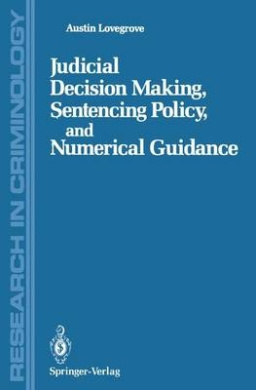 Austin Lovegrove
Judicial
Decision Making,
Sentencing Policy,
and
Numerical Guidance
RESEARCH IN CRIMINOLOGY
Springer-Verlag